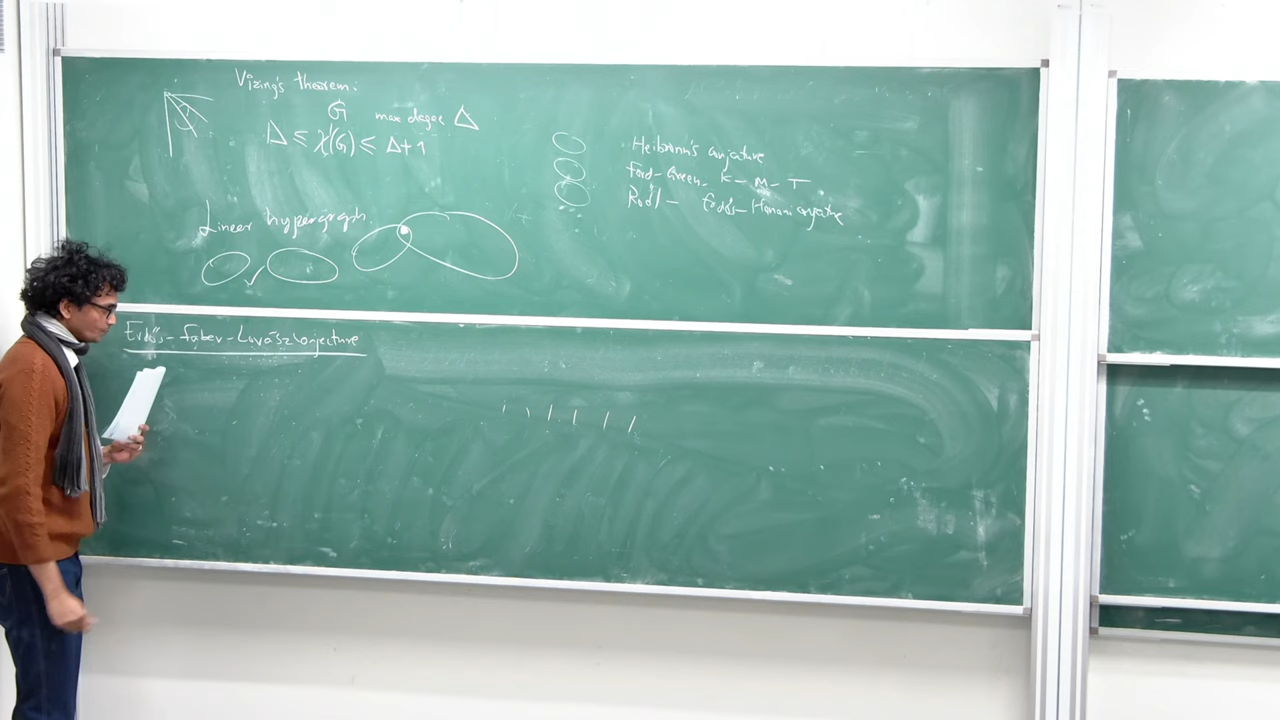 Vizing's theorem:
G max degree Δ
Δ ≤ χ'(G) ≤ Δ+1
Linear hypergraph
Heilbronn's conjecture
Ford-Green-K-M-T
Rödl - Erdős-Hanani conjecture
Erdős-Faber-Lovász conjecture